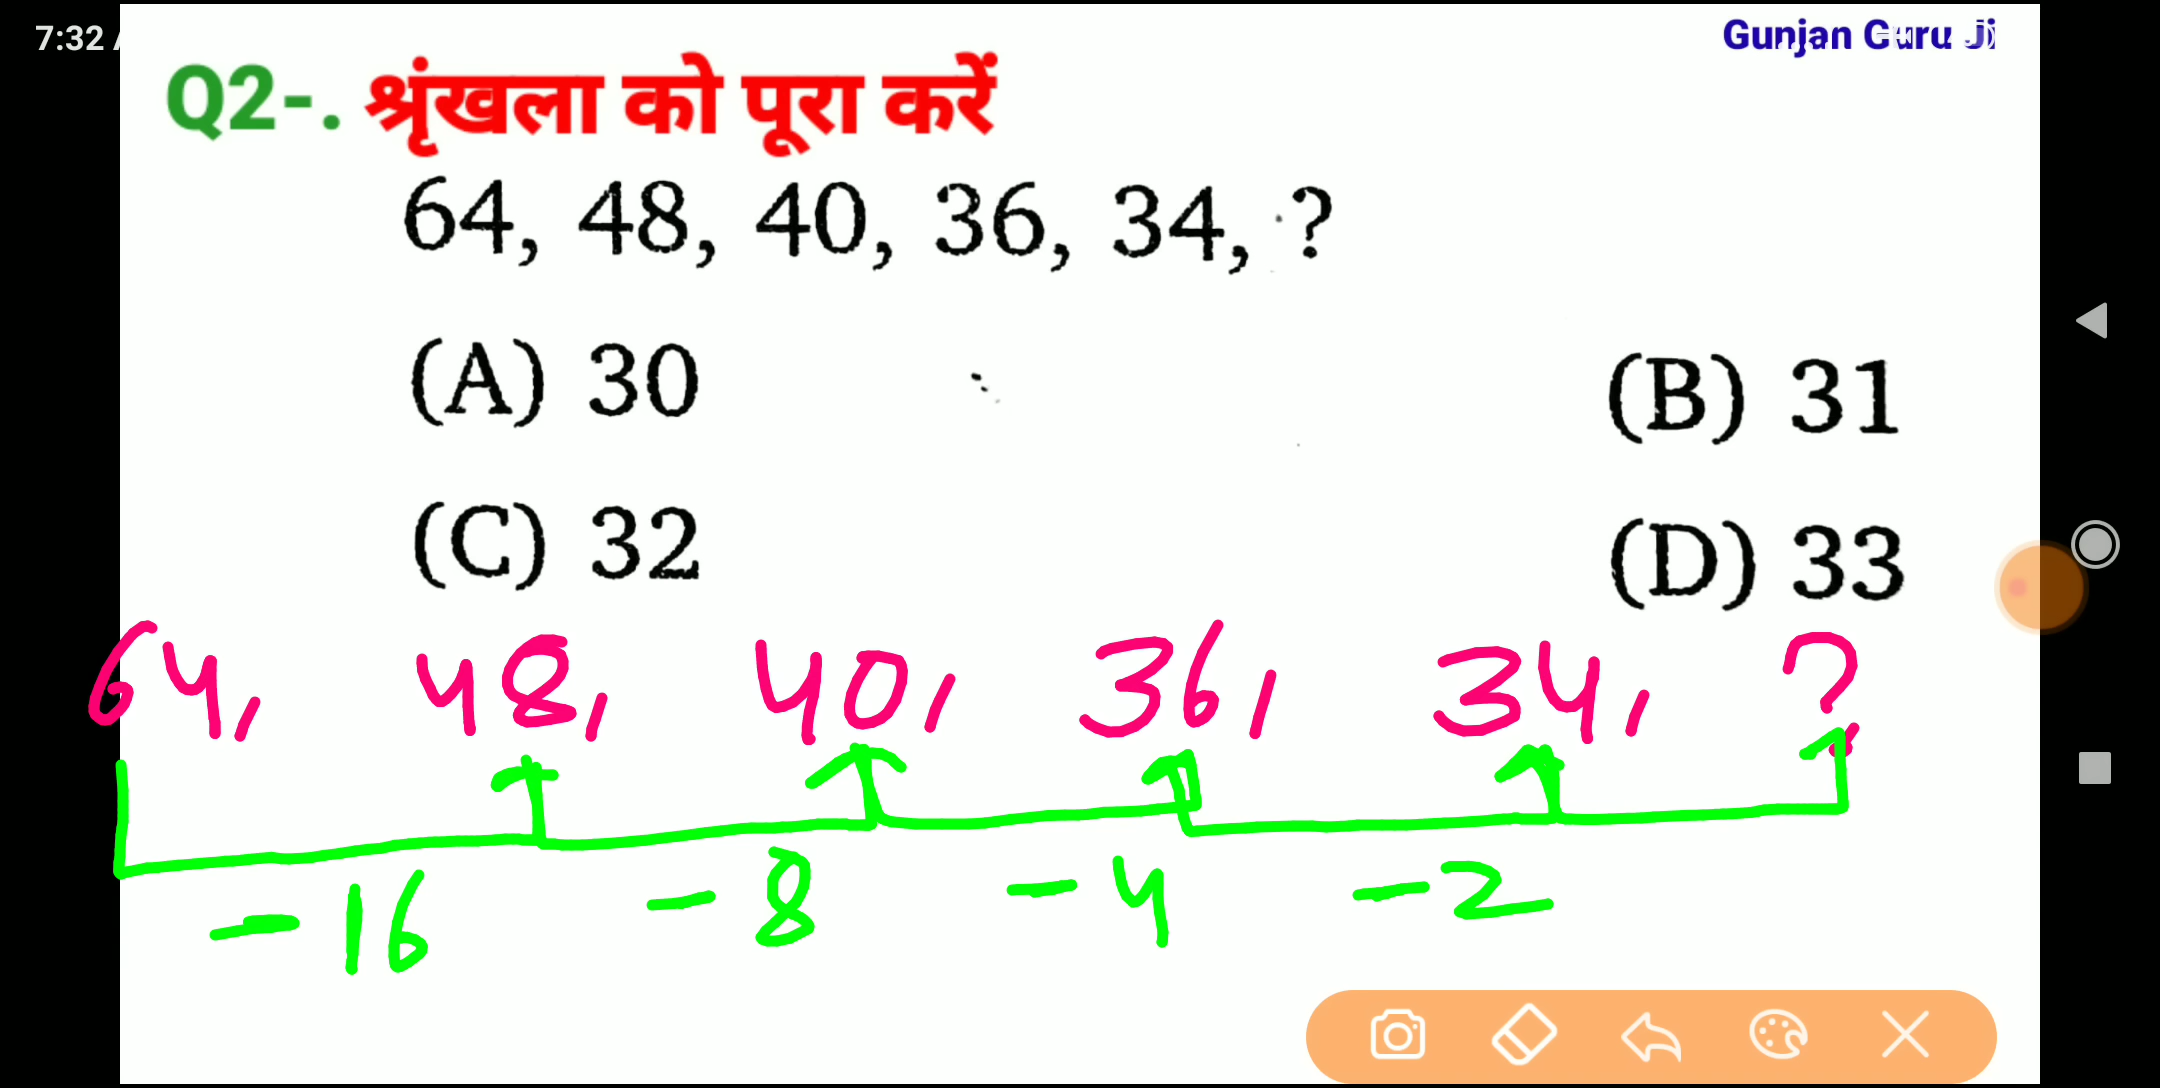 7:32
Gunjan Guru Ji
Q2-. श्रृंखला को पूरा करें
64, 48, 40, 36, 34, ?
(A) 30
(B) 31
(C) 32
(D) 33
64, 48, 40, 36, 34, ?
-16 -8 -4 -2